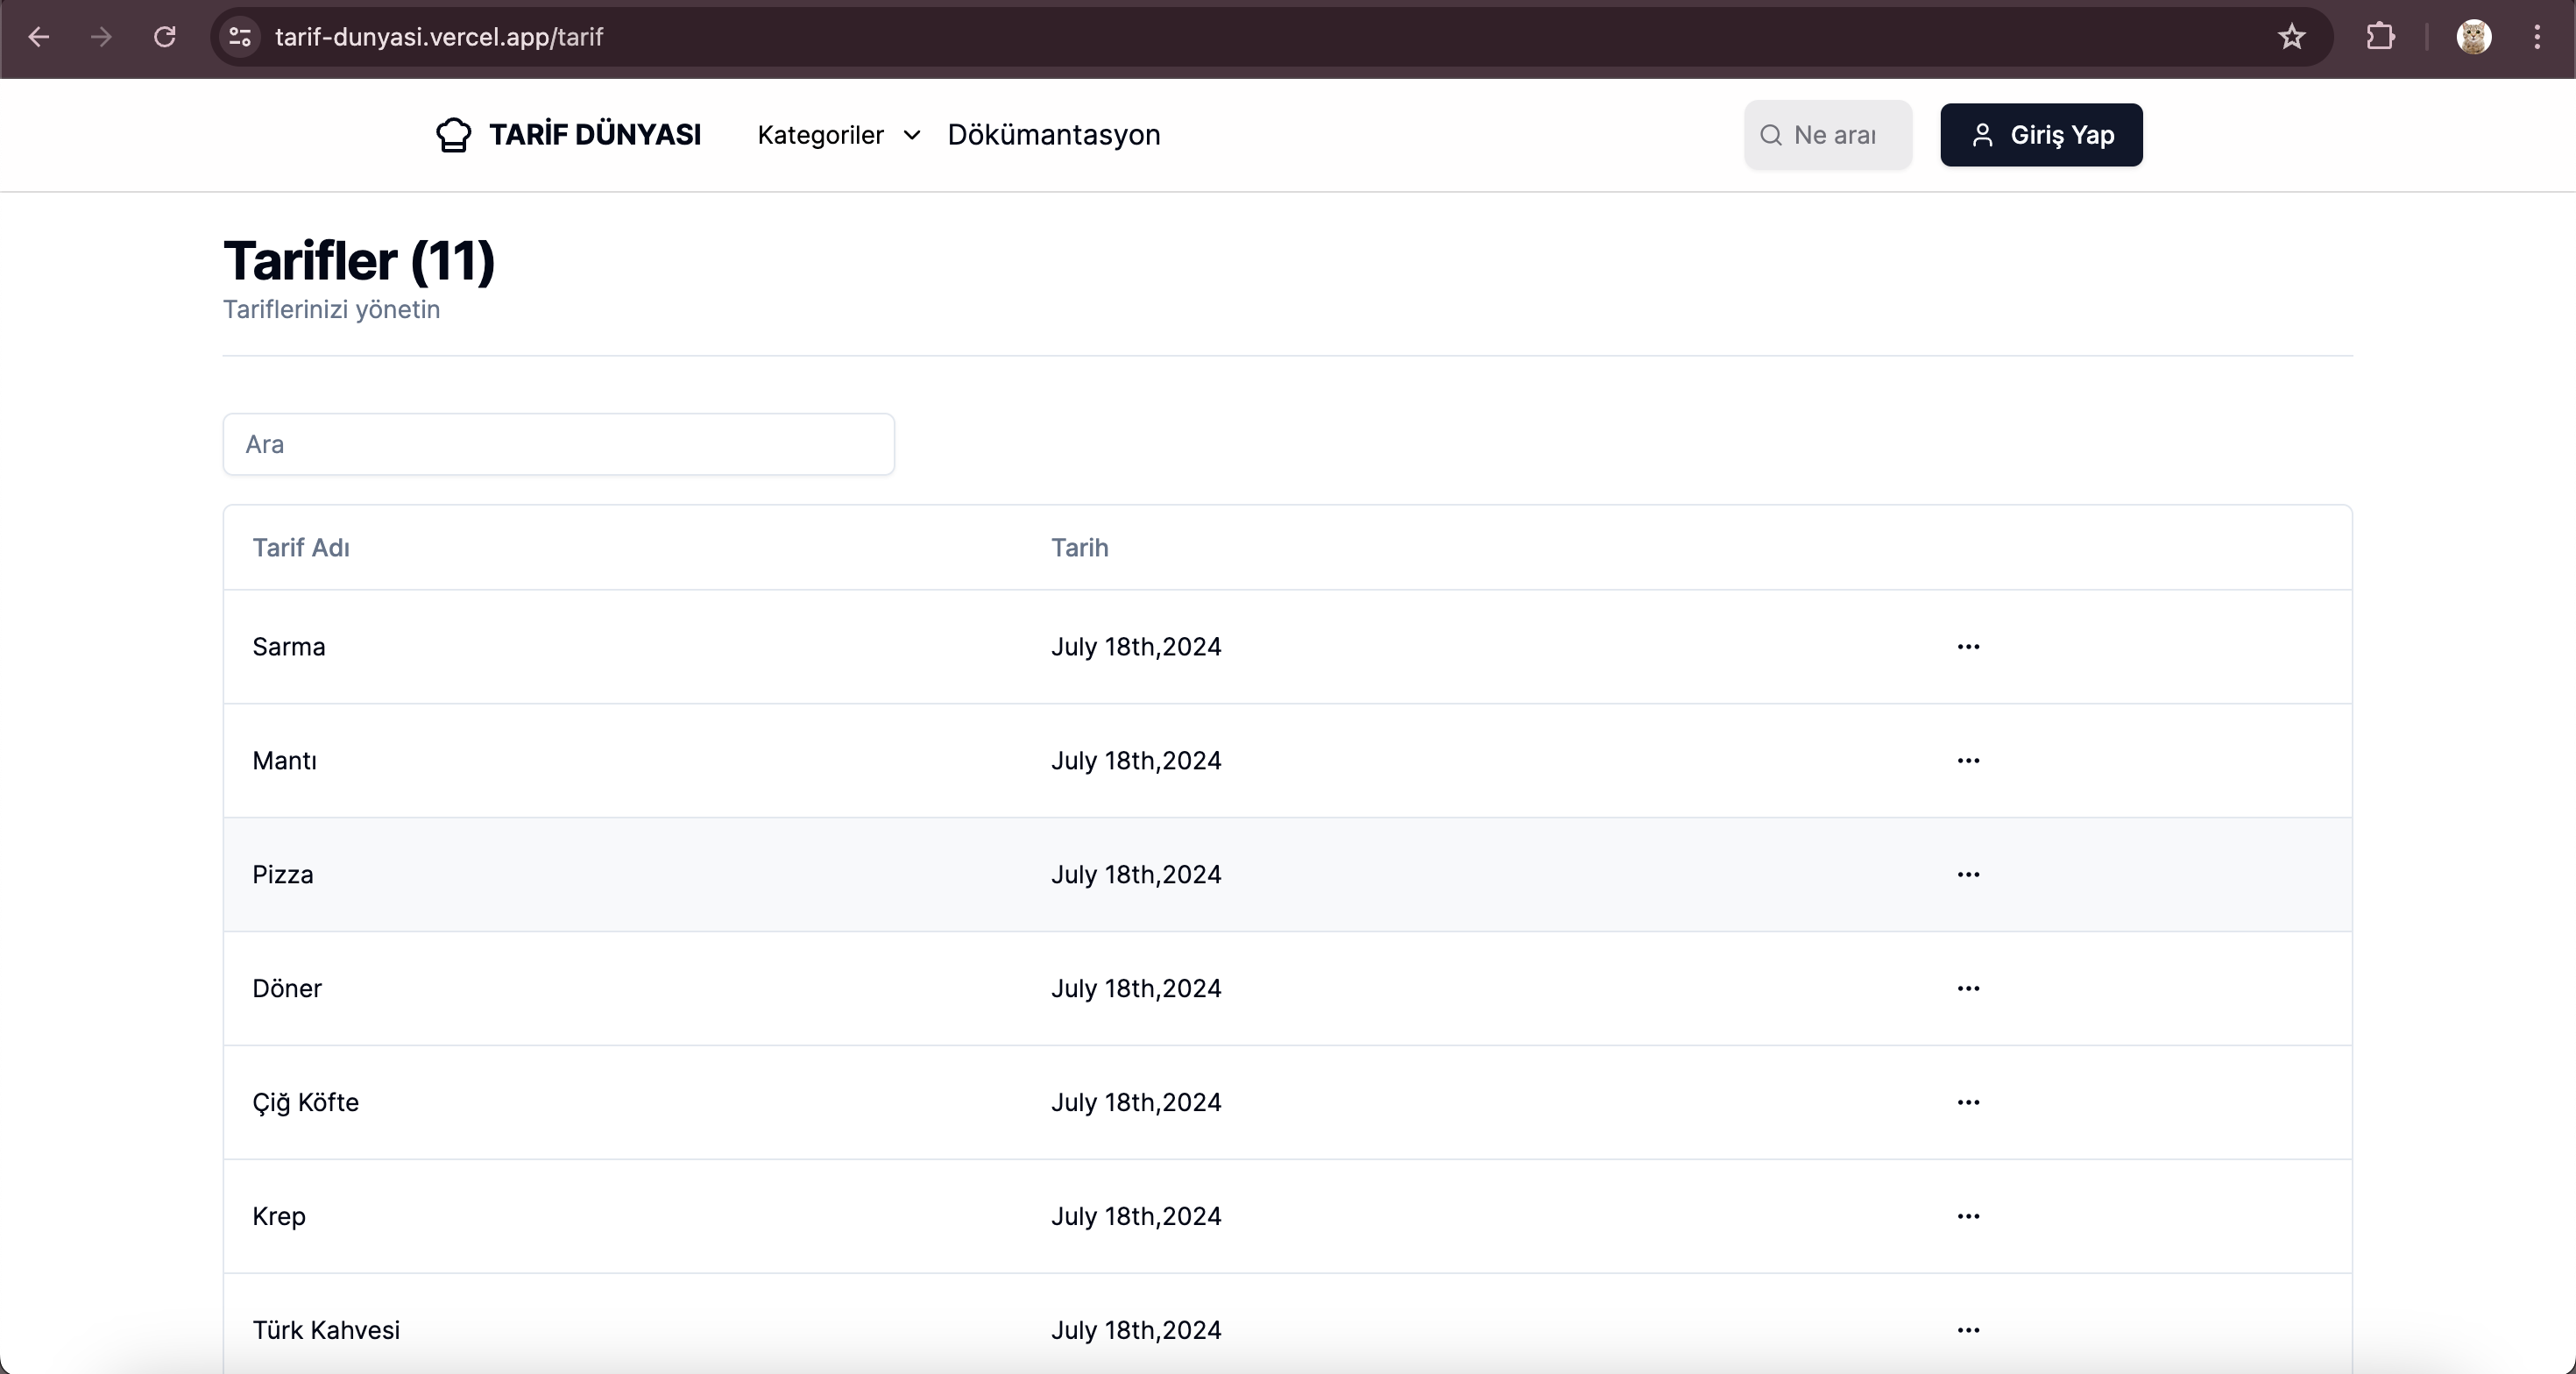 tarif-dunyasi.vercel.app/tarif
TARİF DÜNYASI Kategoriler Dökümantasyon Ne araı Giriş Yap
Tarifler (11)
Tariflerinizi yönetin
Ara
Tarif Adı Tarih
Sarma July 18th,2024
Mantı July 18th,2024
Pizza July 18th,2024
Döner July 18th,2024
Çiğ Köfte July 18th,2024
Krep July 18th,2024
Türk Kahvesi July 18th,2024